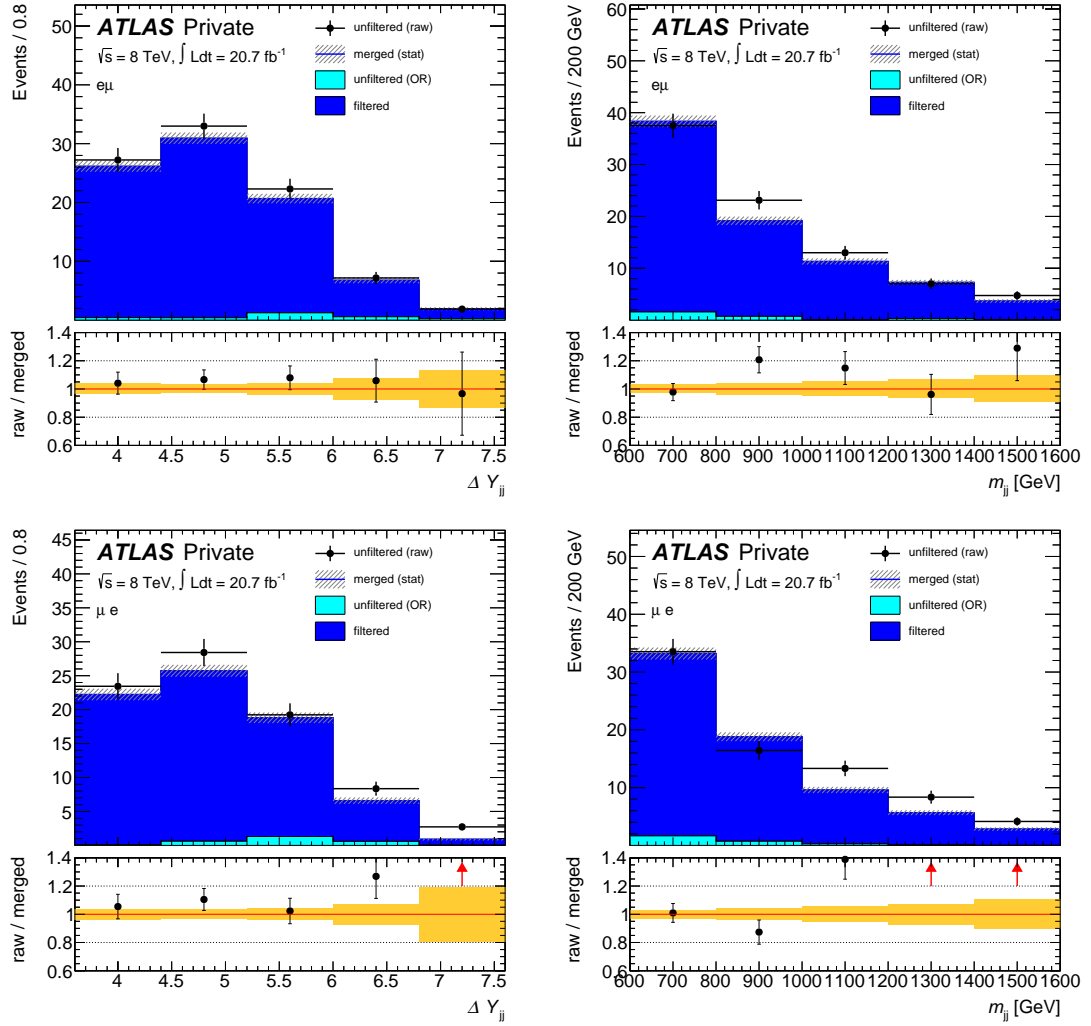 Events / 0.8
ATLAS Private
√s = 8 TeV, ∫ Ldt = 20.7 fb⁻¹
eμ
unfiltered (raw)
merged (stat)
unfiltered (OR)
filtered
50
40
30
20
10
raw / merged
1.4
1.2
1
0.8
0.6
4 4.5 5 5.5 6 6.5 7 7.5
Δ Y_jj
Events / 200 GeV
ATLAS Private
√s = 8 TeV, ∫ Ldt = 20.7 fb⁻¹
eμ
unfiltered (raw)
merged (stat)
unfiltered (OR)
filtered
60
50
40
30
20
10
raw / merged
1.4
1.2
1
0.8
0.6
600 700 800 900 1000 1100 1200 1300 1400 1500 1600
m_jj [GeV]
Events / 0.8
ATLAS Private
√s = 8 TeV, ∫ Ldt = 20.7 fb⁻¹
μ e
unfiltered (raw)
merged (stat)
unfiltered (OR)
filtered
45
40
35
30
25
20
15
10
5
raw / merged
1.4
1.2
1
0.8
0.6
4 4.5 5 5.5 6 6.5 7 7.5
Δ Y_jj
Events / 200 GeV
ATLAS Private
√s = 8 TeV, ∫ Ldt = 20.7 fb⁻¹
μ e
unfiltered (raw)
merged (stat)
unfiltered (OR)
filtered
50
40
30
20
10
raw / merged
1.4
1.2
1
0.8
0.6
600 700 800 900 1000 1100 1200 1300 1400 1500 1600
m_jj [GeV]